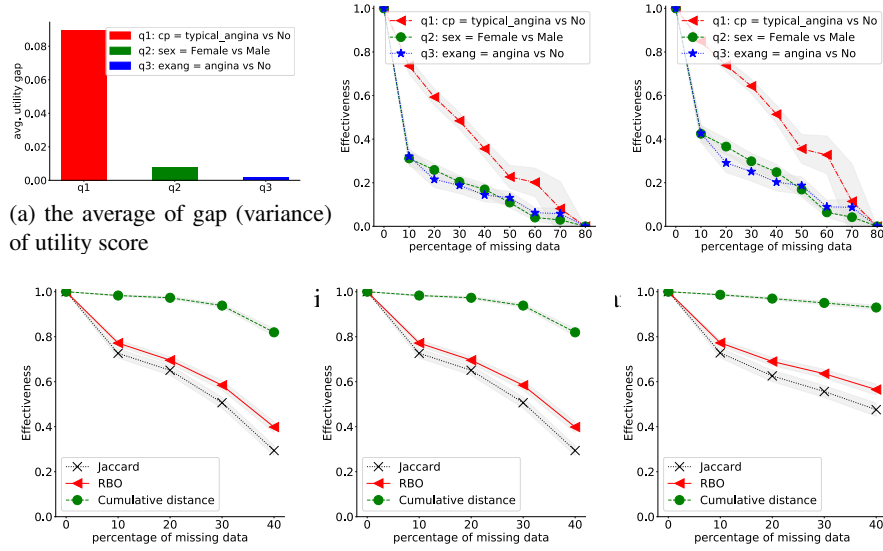 avg. utility gap
0.08
0.06
0.04
0.02
0.00
q1: cp = typical_angina vs No
q2: sex = Female vs Male
q3: exang = angina vs No
q1
q2
q3
(a) the average of gap (variance)
of utility score
Effectiveness
1.0
0.8
0.6
0.4
0.2
0.0
q1: cp = typical_angina vs No
q2: sex = Female vs Male
q3: exang = angina vs No
0 10 20 30 40 50 60 70 80
percentage of missing data
Effectiveness
1.0
0.8
0.6
0.4
0.2
0.0
q1: cp = typical_angina vs No
q2: sex = Female vs Male
q3: exang = angina vs No
0 10 20 30 40 50 60 70 80
percentage of missing data
Effectiveness
1.0
0.8
0.6
0.4
0.2
0.0
Jaccard
RBO
Cumulative distance
0 10 20 30 40
percentage of missing data
Effectiveness
1.0
0.8
0.6
0.4
0.2
0.0
Jaccard
RBO
Cumulative distance
0 10 20 30 40
percentage of missing data
Effectiveness
1.0
0.8
0.6
0.4
0.2
0.0
Jaccard
RBO
Cumulative distance
0 10 20 30 40
percentage of missing data